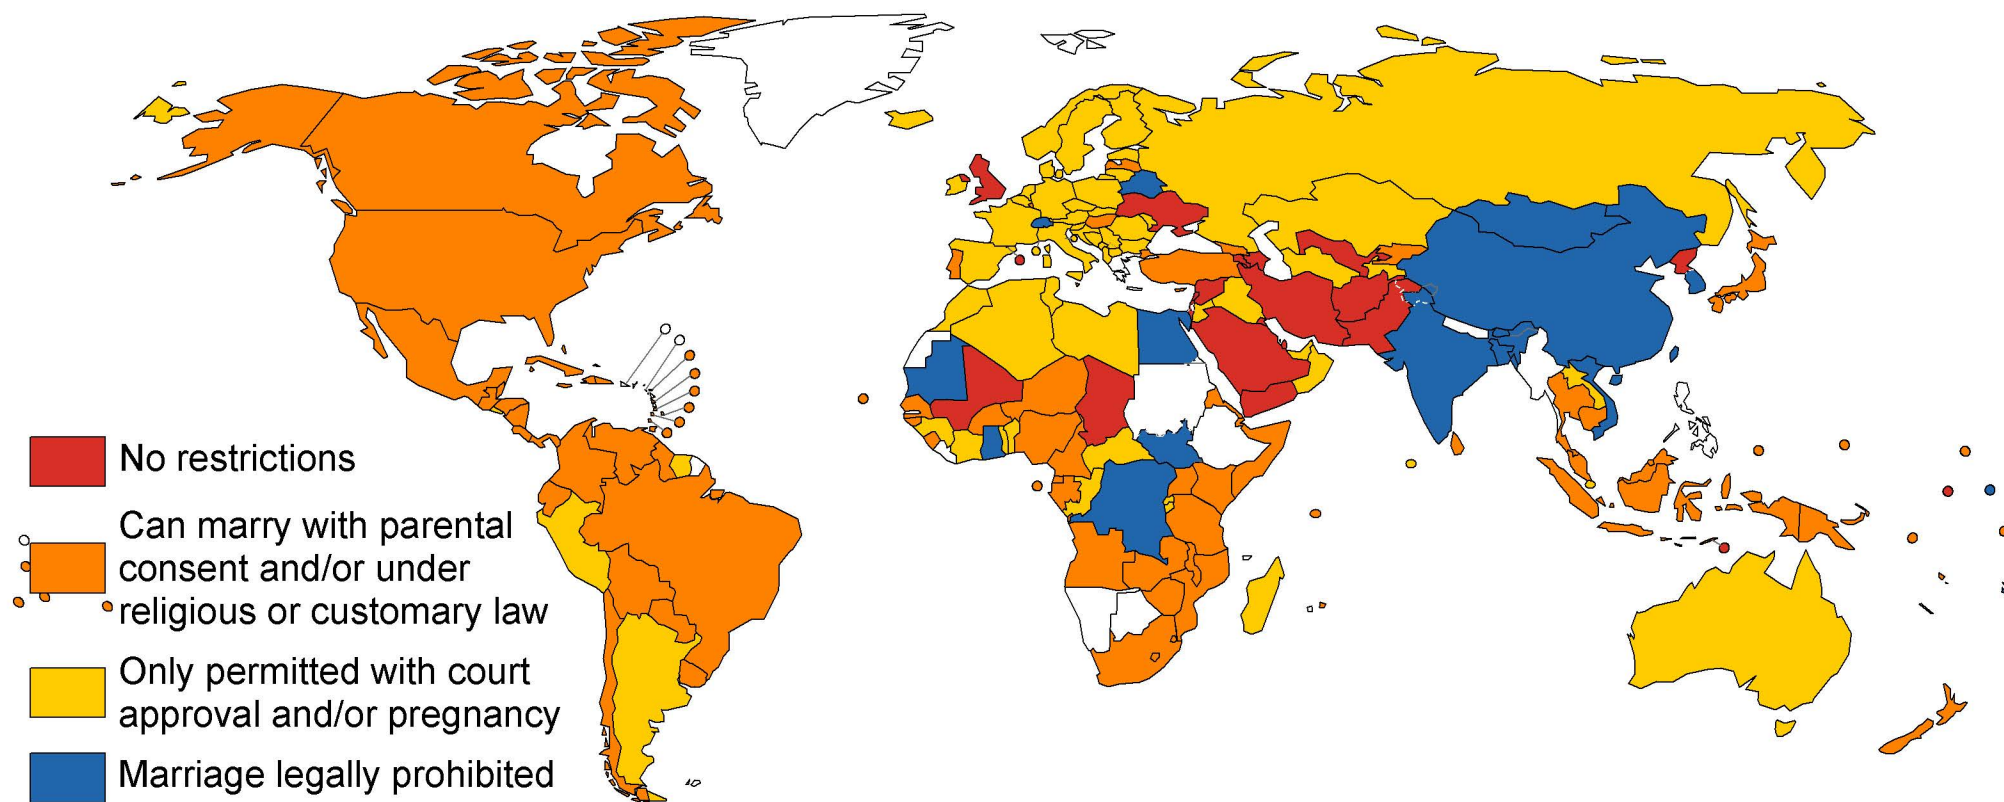 No restrictions
Can marry with parental
consent and/or under
religious or customary law
Only permitted with court
approval and/or pregnancy
Marriage legally prohibited